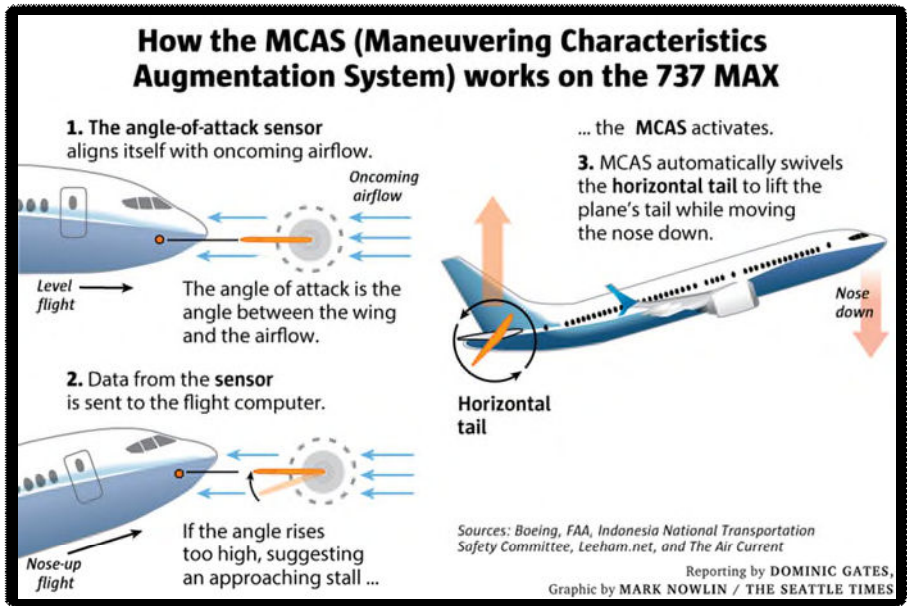 How the MCAS (Maneuvering Characteristics
Augmentation System) works on the 737 MAX
1. The angle-of-attack sensor
aligns itself with oncoming airflow.
Oncoming
airflow
Level
flight
The angle of attack is the
angle between the wing
and the airflow.
2. Data from the sensor
is sent to the flight computer.
Nose-up
flight
If the angle rises
too high, suggesting
an approaching stall ...
... the MCAS activates.
3. MCAS automatically swivels
the horizontal tail to lift the
plane's tail while moving
the nose down.
Nose
down
Horizontal
tail
Sources: Boeing, FAA, Indonesia National Transportation
Safety Committee, Leeham.net, and The Air Current
Reporting by DOMINIC GATES,
Graphic by MARK NOWLIN / THE SEATTLE TIMES